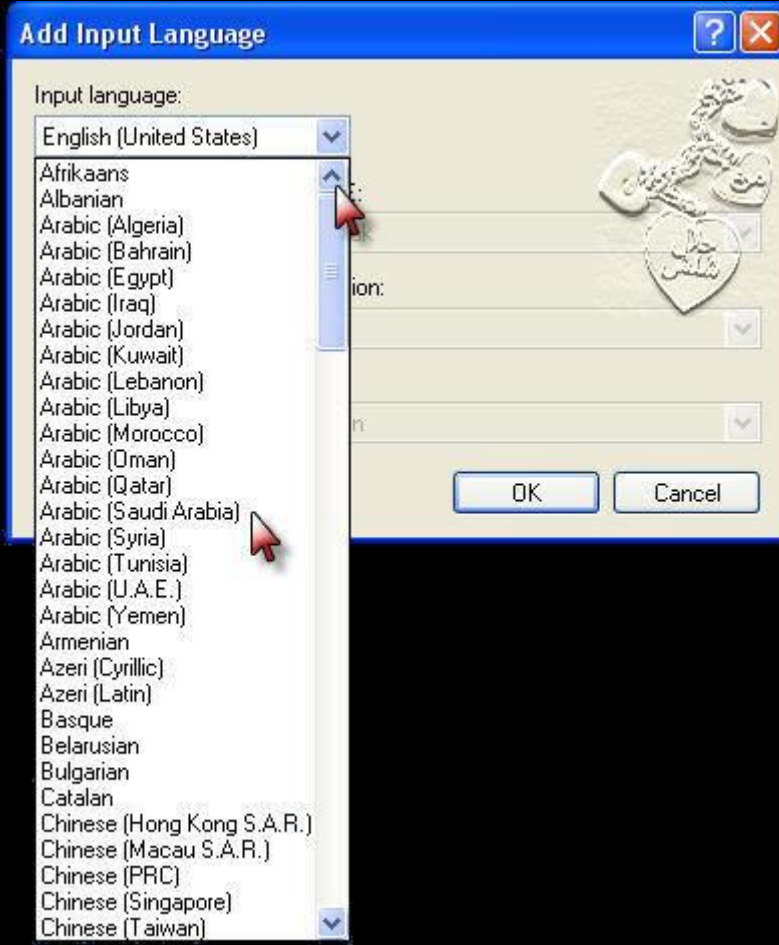 Add Input Language
Input language:
English (United States)
Afrikaans
Albanian
Arabic (Algeria)
Arabic (Bahrain)
Arabic (Egypt)
Arabic (Iraq)
Arabic (Jordan)
Arabic (Kuwait)
Arabic (Lebanon)
Arabic (Libya)
Arabic (Morocco)
Arabic (Oman)
Arabic (Qatar)
Arabic (Saudi Arabia)
Arabic (Syria)
Arabic (Tunisia)
Arabic (U.A.E.)
Arabic (Yemen)
Armenian
Azeri (Cyrillic)
Azeri (Latin)
Basque
Belarusian
Bulgarian
Catalan
Chinese (Hong Kong S.A.R.)
Chinese (Macau S.A.R.)
Chinese (PRC)
Chinese (Singapore)
Chinese (Taiwan)
ion:
OK Cancel